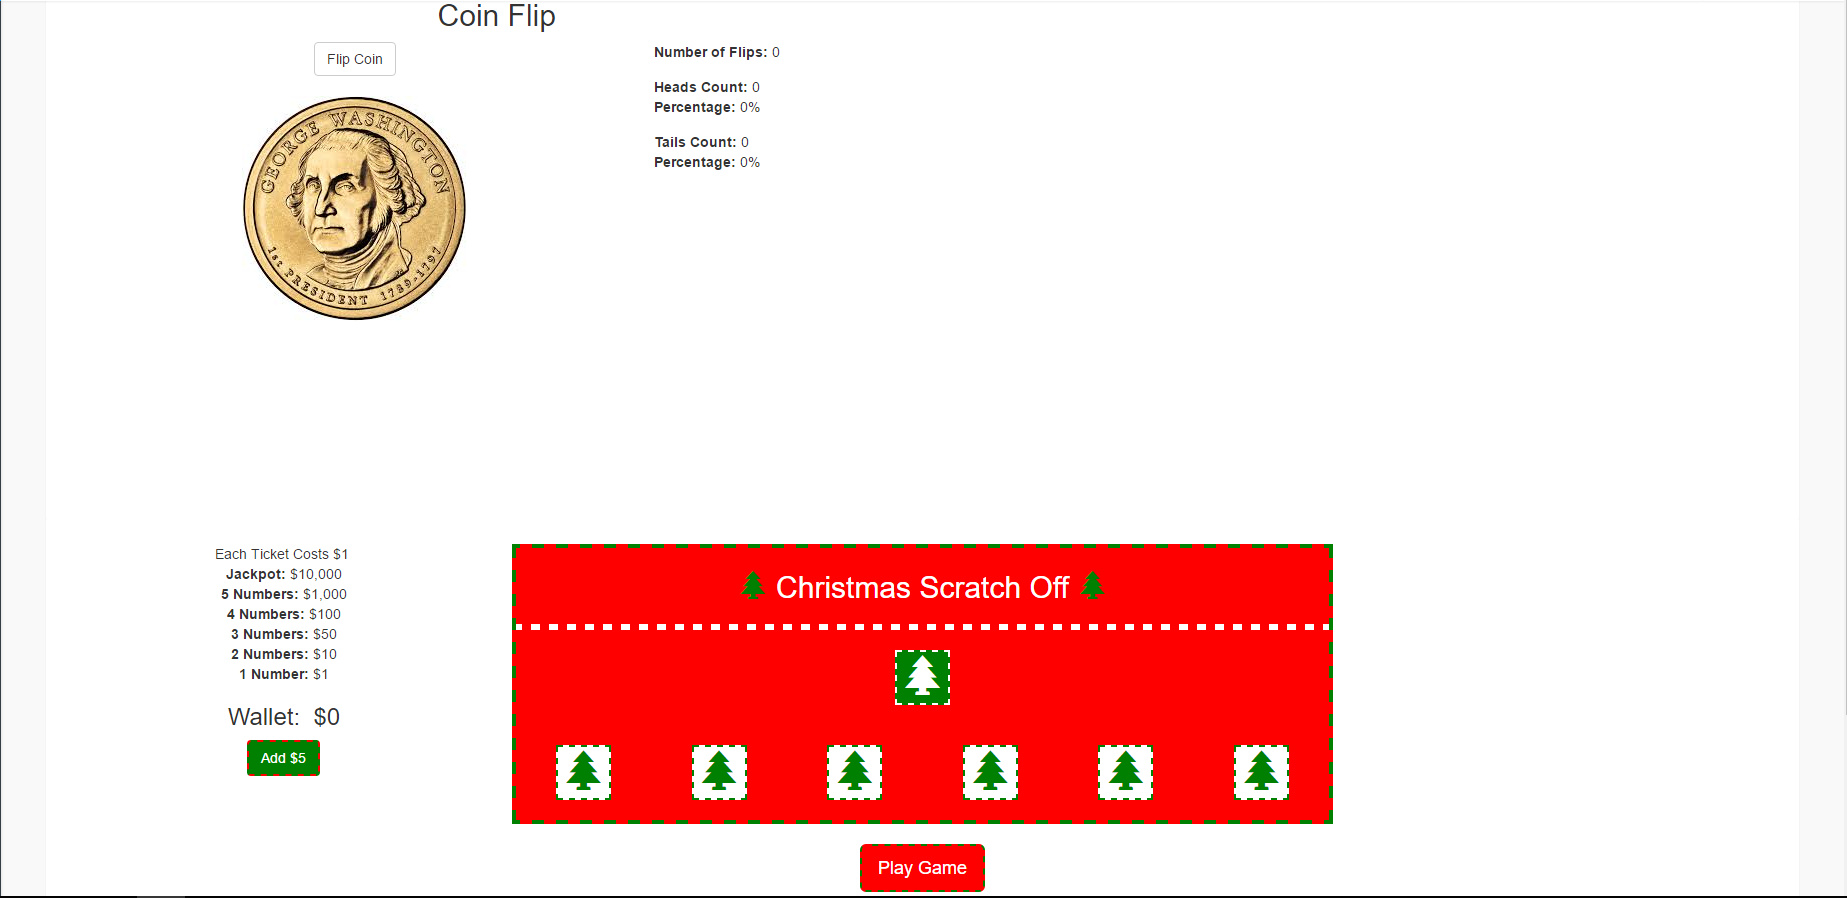 Coin Flip
Flip Coin
GEORGE WASHINGTON
1st PRESIDENT 1789-1797
Number of Flips: 0
Heads Count: 0
Percentage: 0%
Tails Count: 0
Percentage: 0%
Each Ticket Costs $1
Jackpot: $10,000
5 Numbers: $1,000
4 Numbers: $100
3 Numbers: $50
2 Numbers: $10
1 Number: $1
Wallet: $0
Add $5
Christmas Scratch Off
Play Game